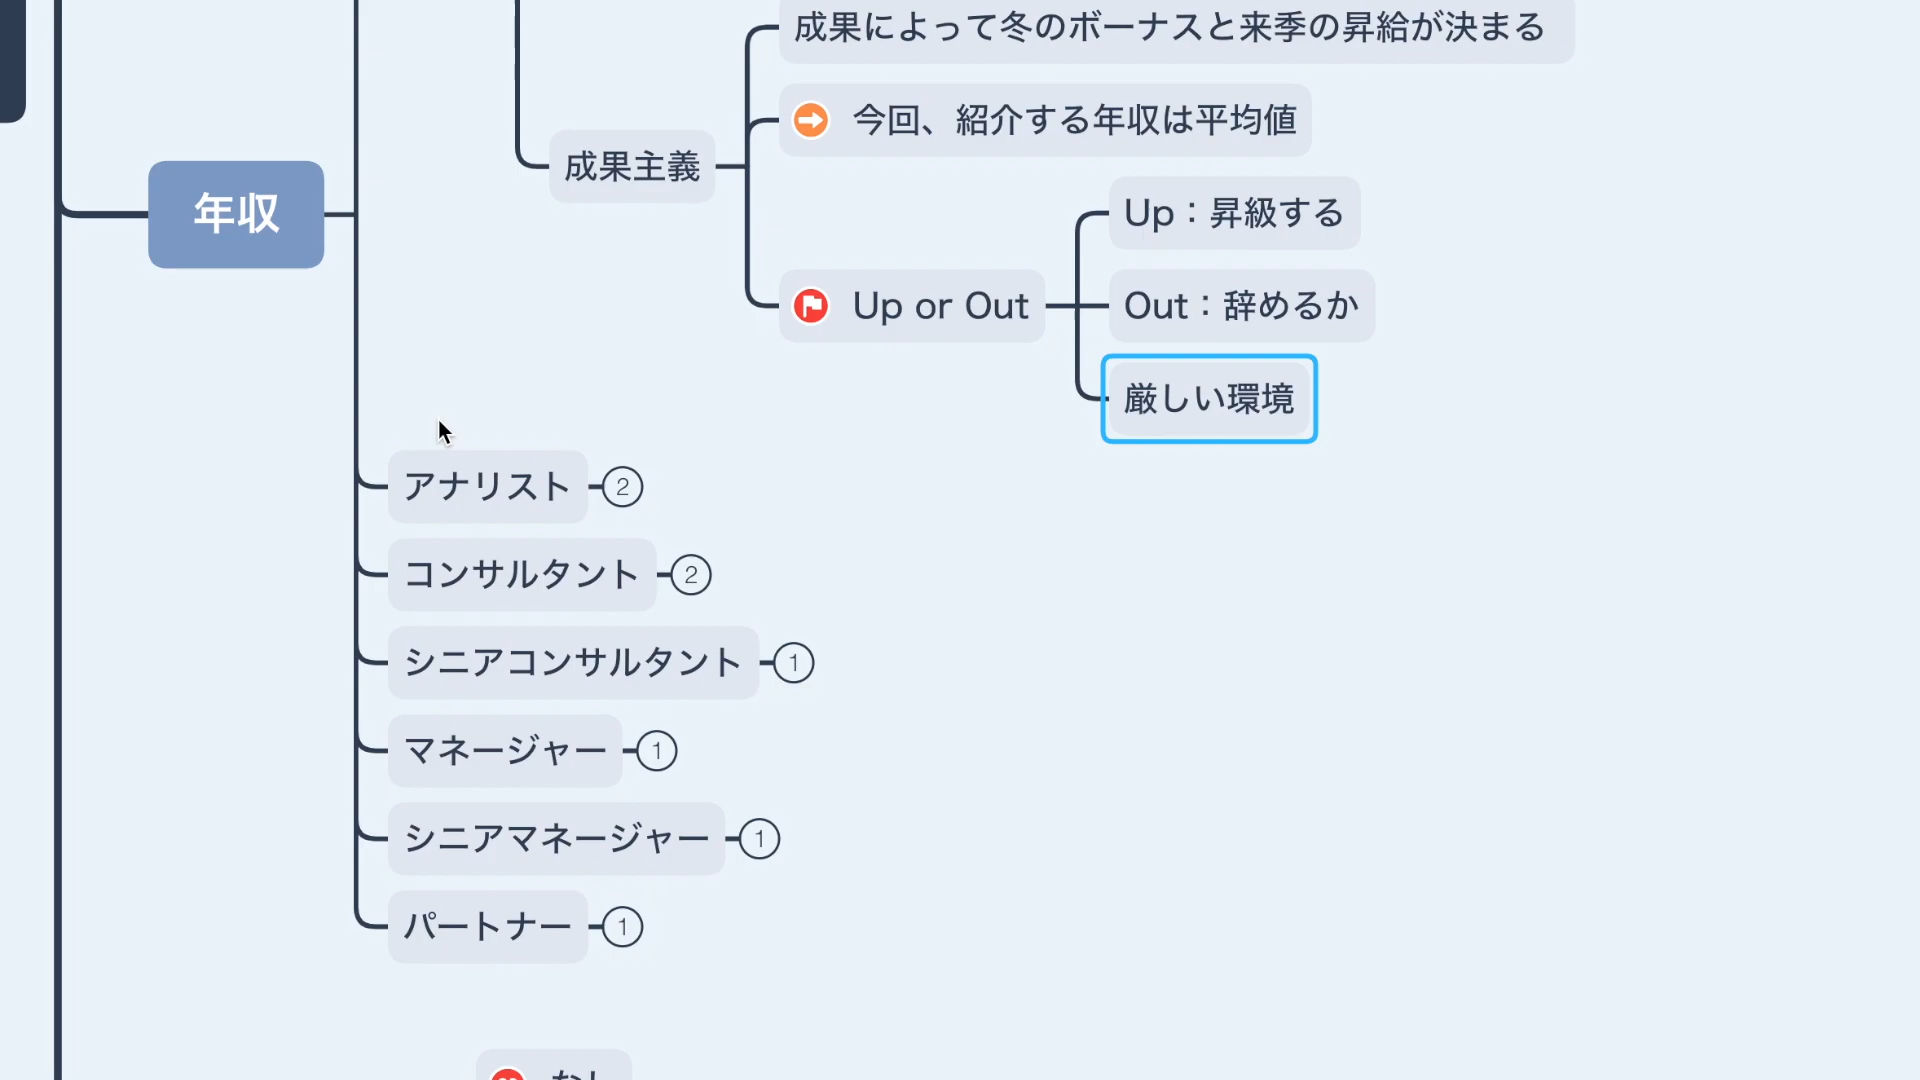 成果によって冬のボーナスと来季の昇給が決まる
今回、紹介する年収は平均値
成果主義
年収
Up：昇級する
Up or Out
Out：辞めるか
厳しい環境
アナリスト 2
コンサルタント 2
シニアコンサルタント 1
マネージャー 1
シニアマネージャー 1
パートナー 1